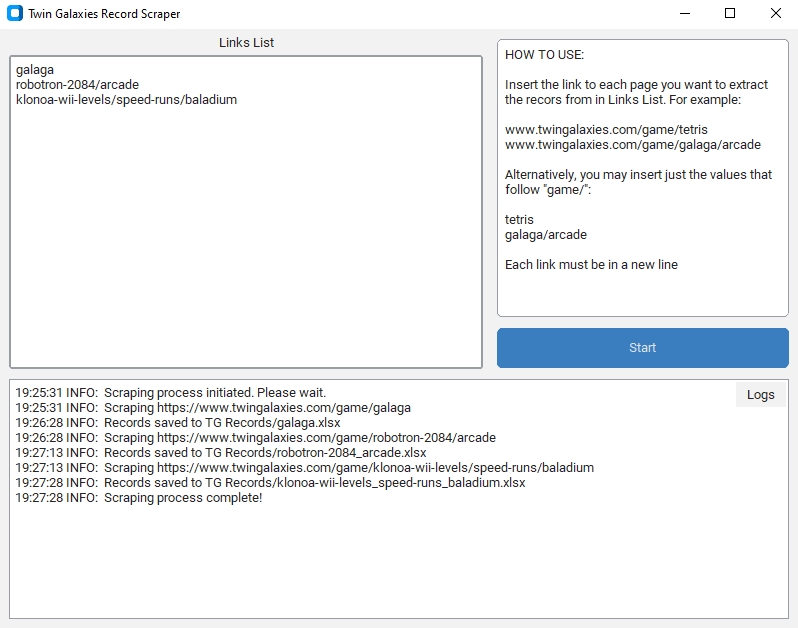 Twin Galaxies Record Scraper
Links List
galaga
robotron-2084/arcade
klonoa-wii-levels/speed-runs/baladium
HOW TO USE:
Insert the link to each page you want to extract
the recors from in Links List. For example:
www.twingalaxies.com/game/tetris
www.twingalaxies.com/game/galaga/arcade
Alternatively, you may insert just the values that
follow "game/":
tetris
galaga/arcade
Each link must be in a new line
Start
Logs
19:25:31 INFO: Scraping process initiated. Please wait.
19:25:31 INFO: Scraping https://www.twingalaxies.com/game/galaga
19:26:28 INFO: Records saved to TG Records/galaga.xlsx
19:26:28 INFO: Scraping https://www.twingalaxies.com/game/robotron-2084/arcade
19:27:13 INFO: Records saved to TG Records/robotron-2084_arcade.xlsx
19:27:13 INFO: Scraping https://www.twingalaxies.com/game/klonoa-wii-levels/speed-runs/baladium
19:27:28 INFO: Records saved to TG Records/klonoa-wii-levels_speed-runs_baladium.xlsx
19:27:28 INFO: Scraping process complete!